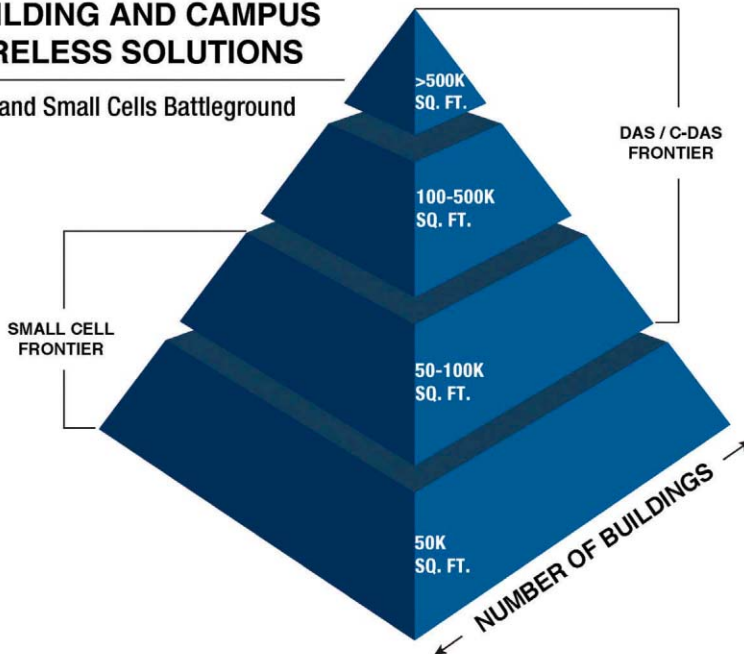 ILDING AND CAMPUS
RELESS SOLUTIONS
and Small Cells Battleground
>500K
SQ. FT.
DAS / C-DAS
FRONTIER
100-500K
SQ. FT.
SMALL CELL
FRONTIER
50-100K
SQ. FT.
50K
SQ. FT.
NUMBER OF BUILDINGS